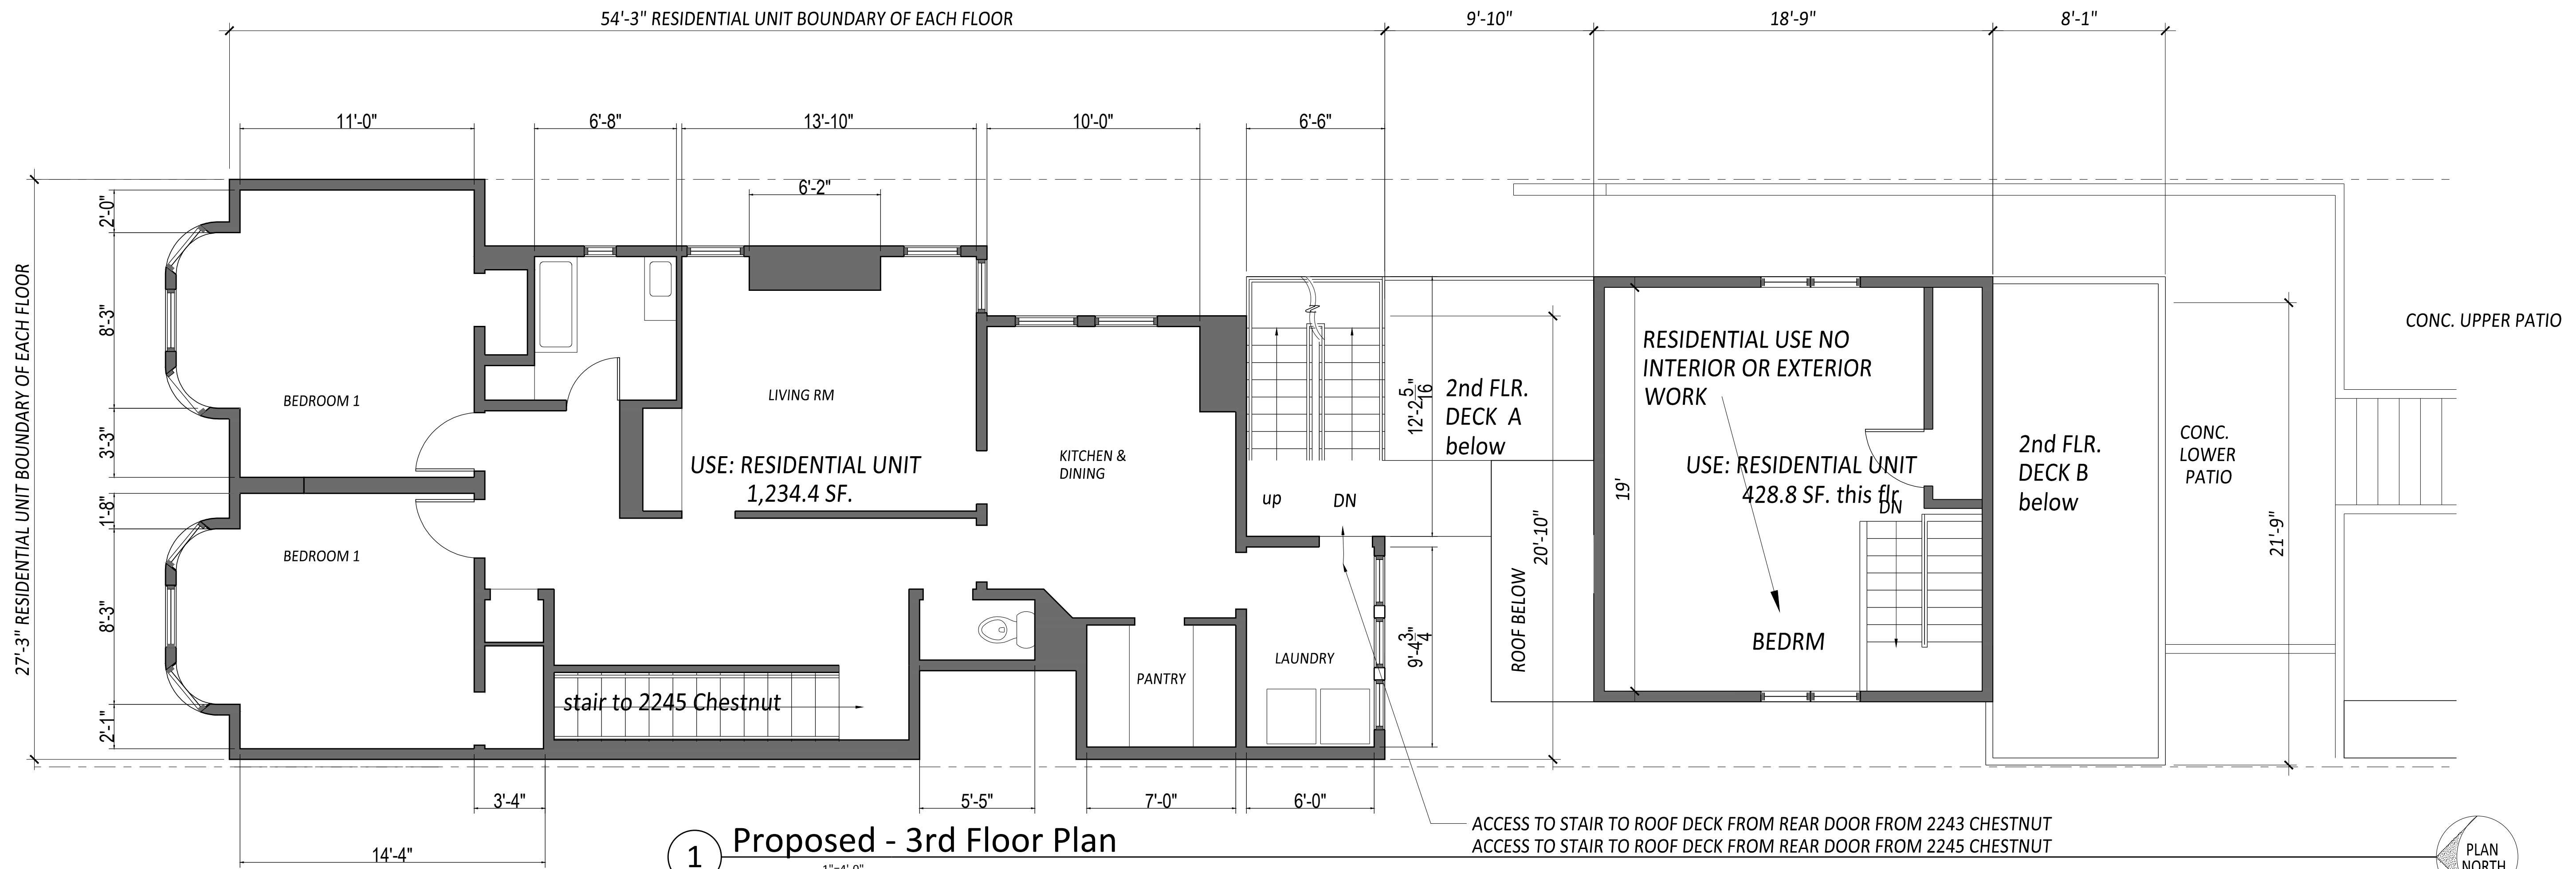 54'-3" RESIDENTIAL UNIT BOUNDARY OF EACH FLOOR
9'-10"
18'-9"
8'-1"
11'-0"
6'-8"
13'-10"
10'-0"
6'-6"
6'-2"
27'-3" RESIDENTIAL UNIT BOUNDARY OF EACH FLOOR
2'-0"
8'-3"
3'-3"
1'-8"
8'-3"
2'-1"
BEDROOM 1
BEDROOM 1
LIVING RM
USE: RESIDENTIAL UNIT
1,234.4 SF.
KITCHEN &
DINING
up
DN
12'-2 5/16"
2nd FLR.
DECK A
below
9'-4 3/4"
ROOF BELOW
20'-10"
19'
RESIDENTIAL USE NO
INTERIOR OR EXTERIOR
WORK
USE: RESIDENTIAL UNIT
428.8 SF. this flr
DN
BEDRM
2nd FLR.
DECK B
below
CONC.
LOWER
PATIO
21'-9"
CONC. UPPER PATIO
stair to 2245 Chestnut
PANTRY
LAUNDRY
3'-4"
5'-5"
7'-0"
6'-0"
14'-4"
1
Proposed - 3rd Floor Plan
ACCESS TO STAIR TO ROOF DECK FROM REAR DOOR FROM 2243 CHESTNUT
ACCESS TO STAIR TO ROOF DECK FROM REAR DOOR FROM 2245 CHESTNUT
PLAN
NORTH